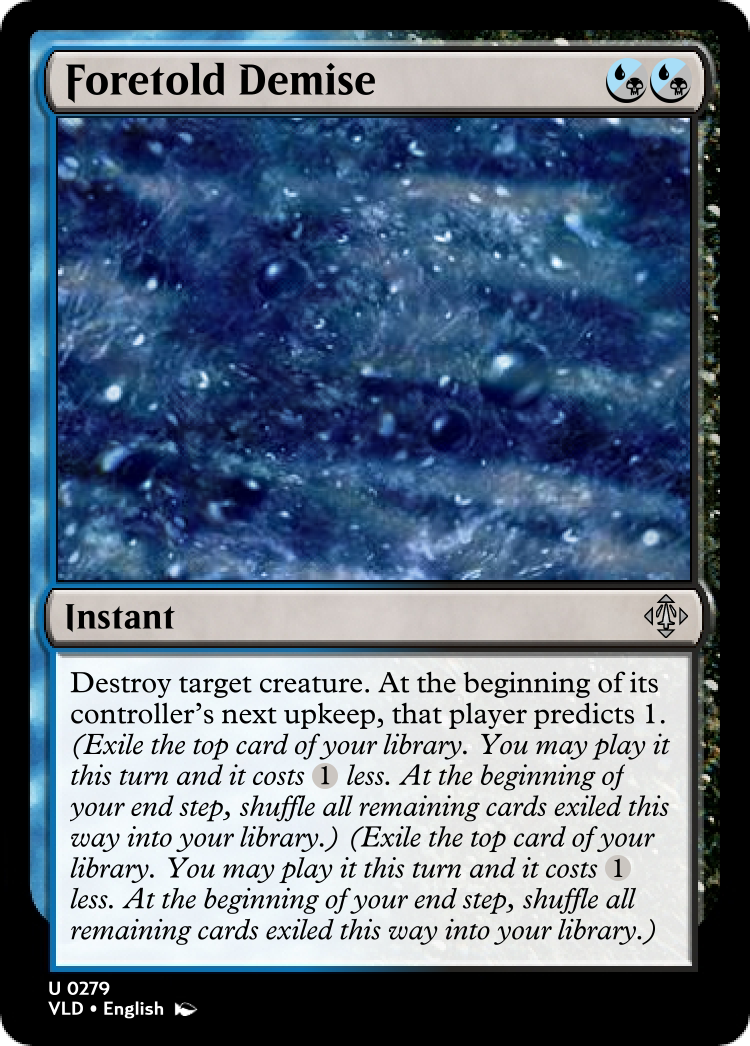 Foretold Demise
Instant
Destroy target creature. At the beginning of its
controller's next upkeep, that player predicts 1.
(Exile the top card of your library. You may play it
this turn and it costs 1 less. At the beginning of
your end step, shuffle all remaining cards exiled this
way into your library.) (Exile the top card of your
library. You may play it this turn and it costs 1
less. At the beginning of your end step, shuffle all
remaining cards exiled this way into your library.)
U 0279
VLD • English